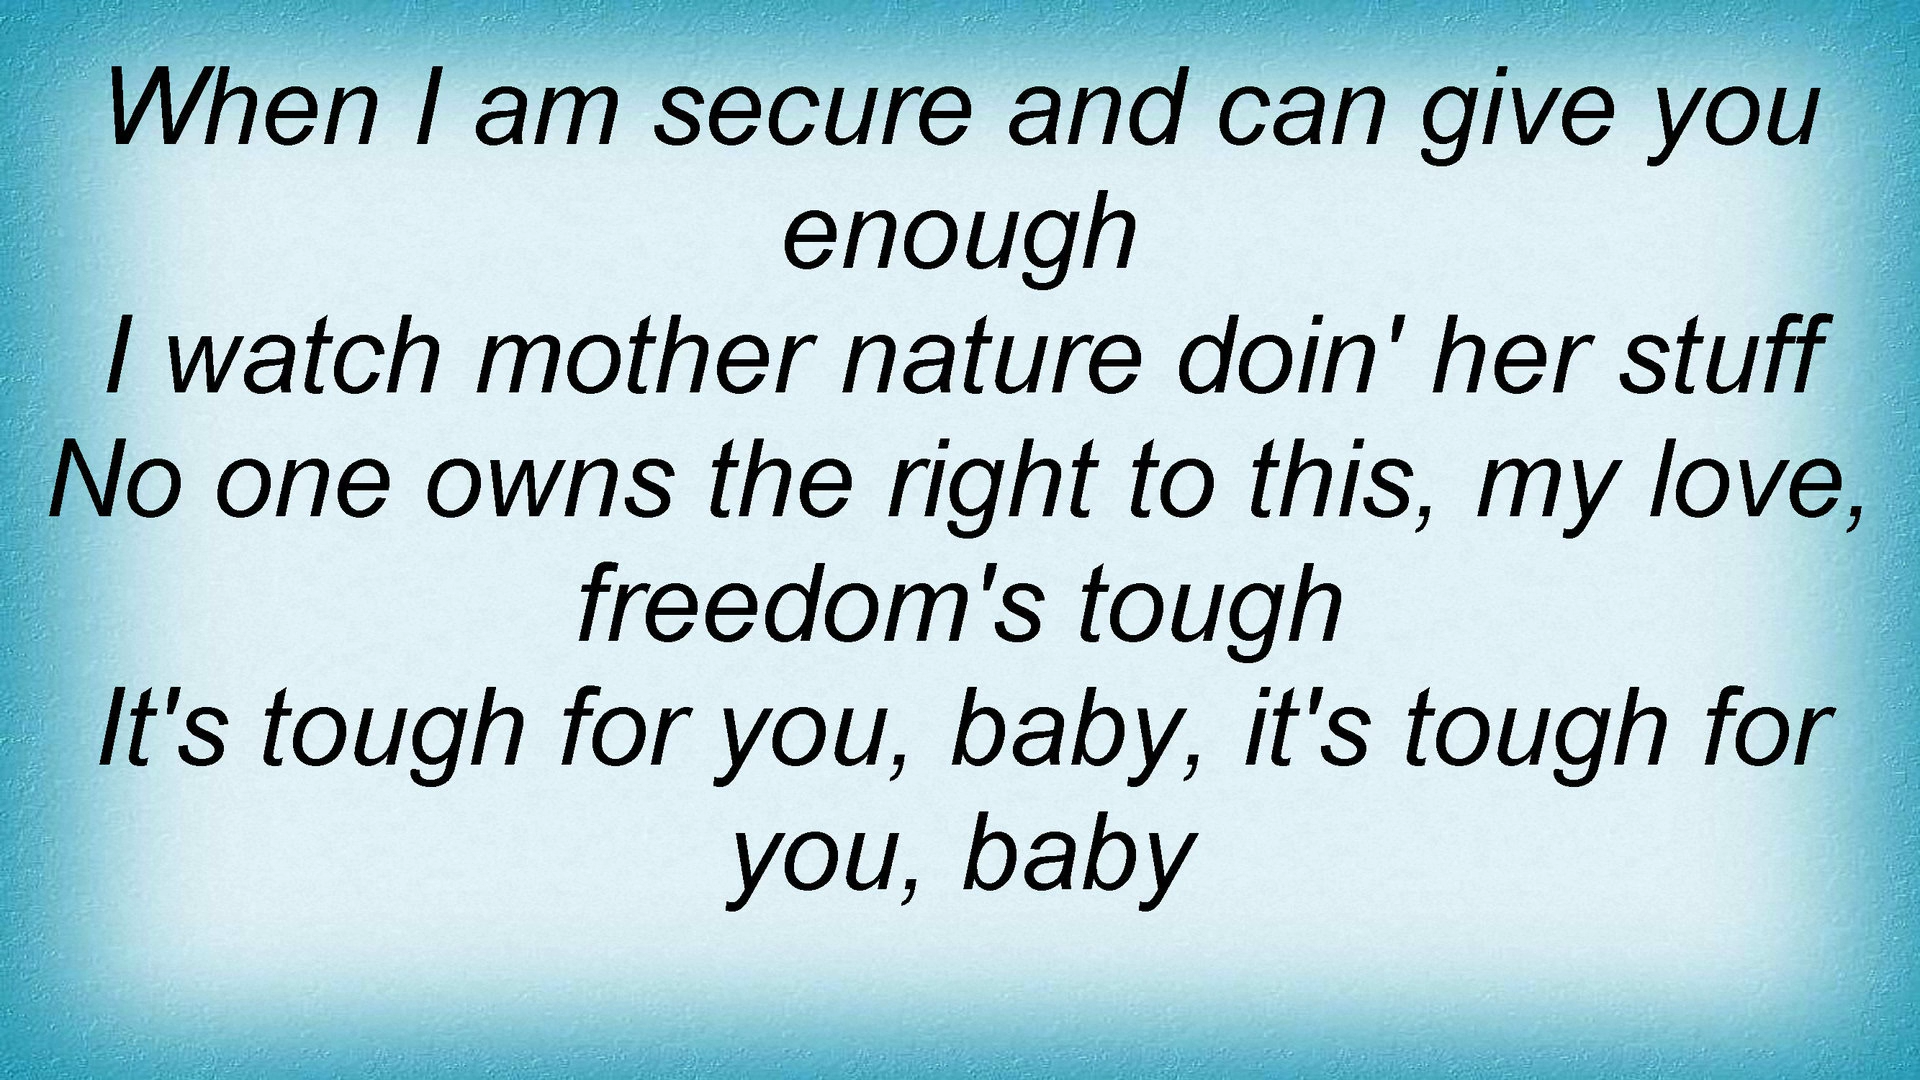 When I am secure and can give you
enough
I watch mother nature doin' her stuff
No one owns the right to this, my love,
freedom's tough
It's tough for you, baby, it's tough for
you, baby